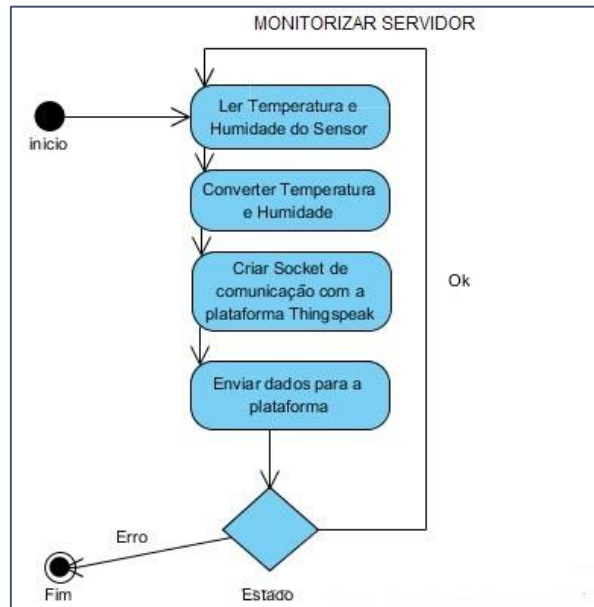 MONITORIZAR SERVIDOR
Ler Temperatura e
Humidade do Sensor
inicio
Converter Temperatura
e Humidade
Criar Socket de
comunicação com a
plataforma Thingspeak
Ok
Enviar dados para a
plataforma
Erro
Fim
Estado